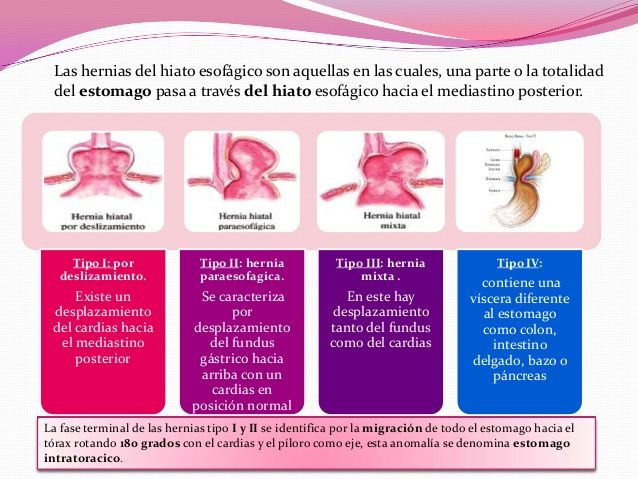 Las hernias del hiato esofágico son aquellas en las cuales, una parte o la totalidad
del estomago pasa a través del hiato esofágico hacia el mediastino posterior.
Hernia hiatal
por deslizamiento
Hernia hiatal
paraesofágica
Hernia hiatal
mixta
Tipo I: por
deslizamiento.
Existe un
desplazamiento
del cardias hacia
el mediastino
posterior
Tipo II: hernia
paraesofagica.
Se caracteriza
por
desplazamiento
del fundus
gástrico hacia
arriba con un
cardias en
posición normal
Tipo III: hernia
mixta .
En este hay
desplazamiento
tanto del fundus
como del cardias
Tipo IV:
contiene una
víscera diferente
al estomago
como colon,
intestino
delgado, bazo o
páncreas
La fase terminal de las hernias tipo I y II se identifica por la migración de todo el estomago hacia el
tórax rotando 180 grados con el cardias y el píloro como eje, esta anomalía se denomina estomago
intratoracico.